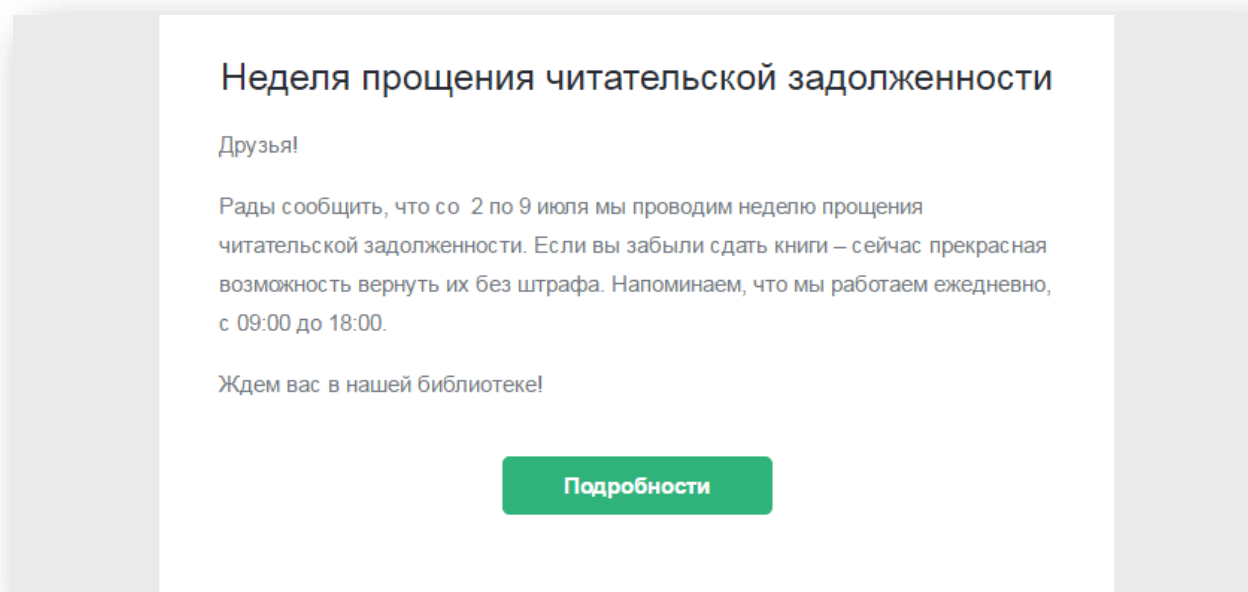 Неделя прощения читательской задолженности
Друзья!
Рады сообщить, что со  2 по 9 июля мы проводим неделю прощения
читательской задолженности. Если вы забыли сдать книги – сейчас прекрасная
возможность вернуть их без штрафа. Напоминаем, что мы работаем ежедневно,
с 09:00 до 18:00.
Ждем вас в нашей библиотеке!
Подробности